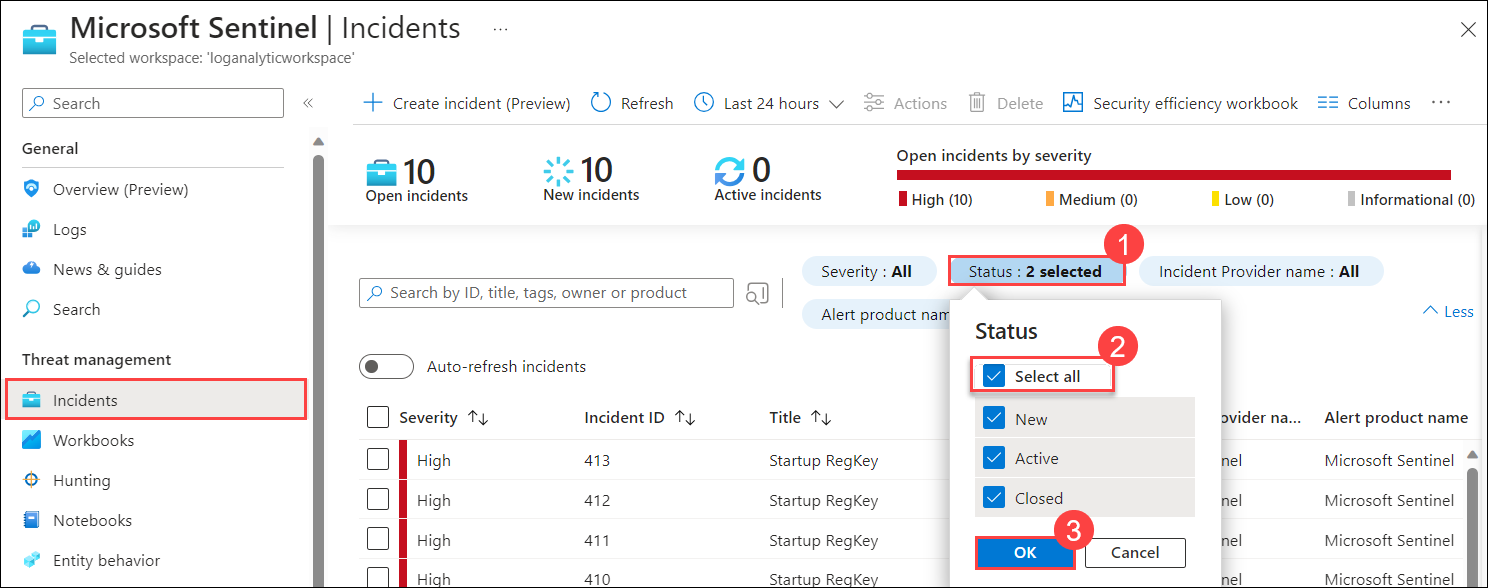 Microsoft Sentinel | Incidents ...
Selected workspace: 'loganalyticworkspace'
Search
«
General
Overview (Preview)
Logs
News & guides
Search
Threat management
Incidents
Workbooks
Hunting
Notebooks
Entity behavior
Create incident (Preview) Refresh Last 24 hours Actions Delete Security efficiency workbook Columns ...
10
Open incidents
10
New incidents
0
Active incidents
Open incidents by severity
High (10) Medium (0) Low (0) Informational (0)
Search by ID, title, tags, owner or product
Severity : All Status : 2 selected Incident Provider name : All
1
Alert product nam
Less
Auto-refresh incidents
Status
2
Select all
New
Active
Closed
3
OK Cancel
Severity Incident ID Title ovider na... Alert product name
High 413 Startup RegKey nel Microsoft Sentinel
High 412 Startup RegKey nel Microsoft Sentinel
High 411 Startup RegKey nel Microsoft Sentinel
High 410 Startup RegKey nel Microsoft Sentinel